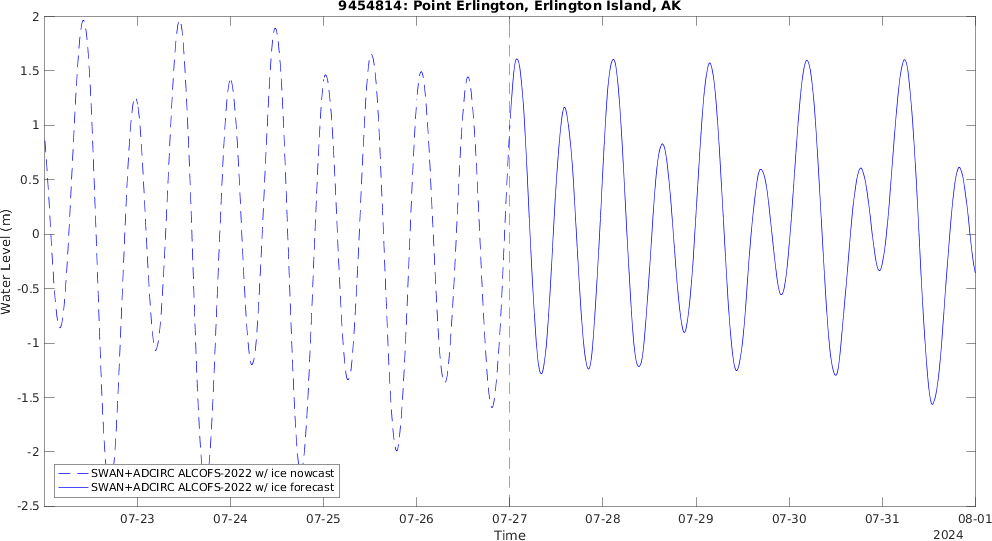 9454814: Point Erlington, Erlington Island, AK
2
1.5
1
0.5
0
-0.5
-1
-1.5
-2
-2.5
Water Level (m)
SWAN+ADCIRC ALCOFS-2022 w/ ice nowcast
SWAN+ADCIRC ALCOFS-2022 w/ ice forecast
07-23 07-24 07-25 07-26 07-27 07-28 07-29 07-30 07-31 08-01
Time
2024